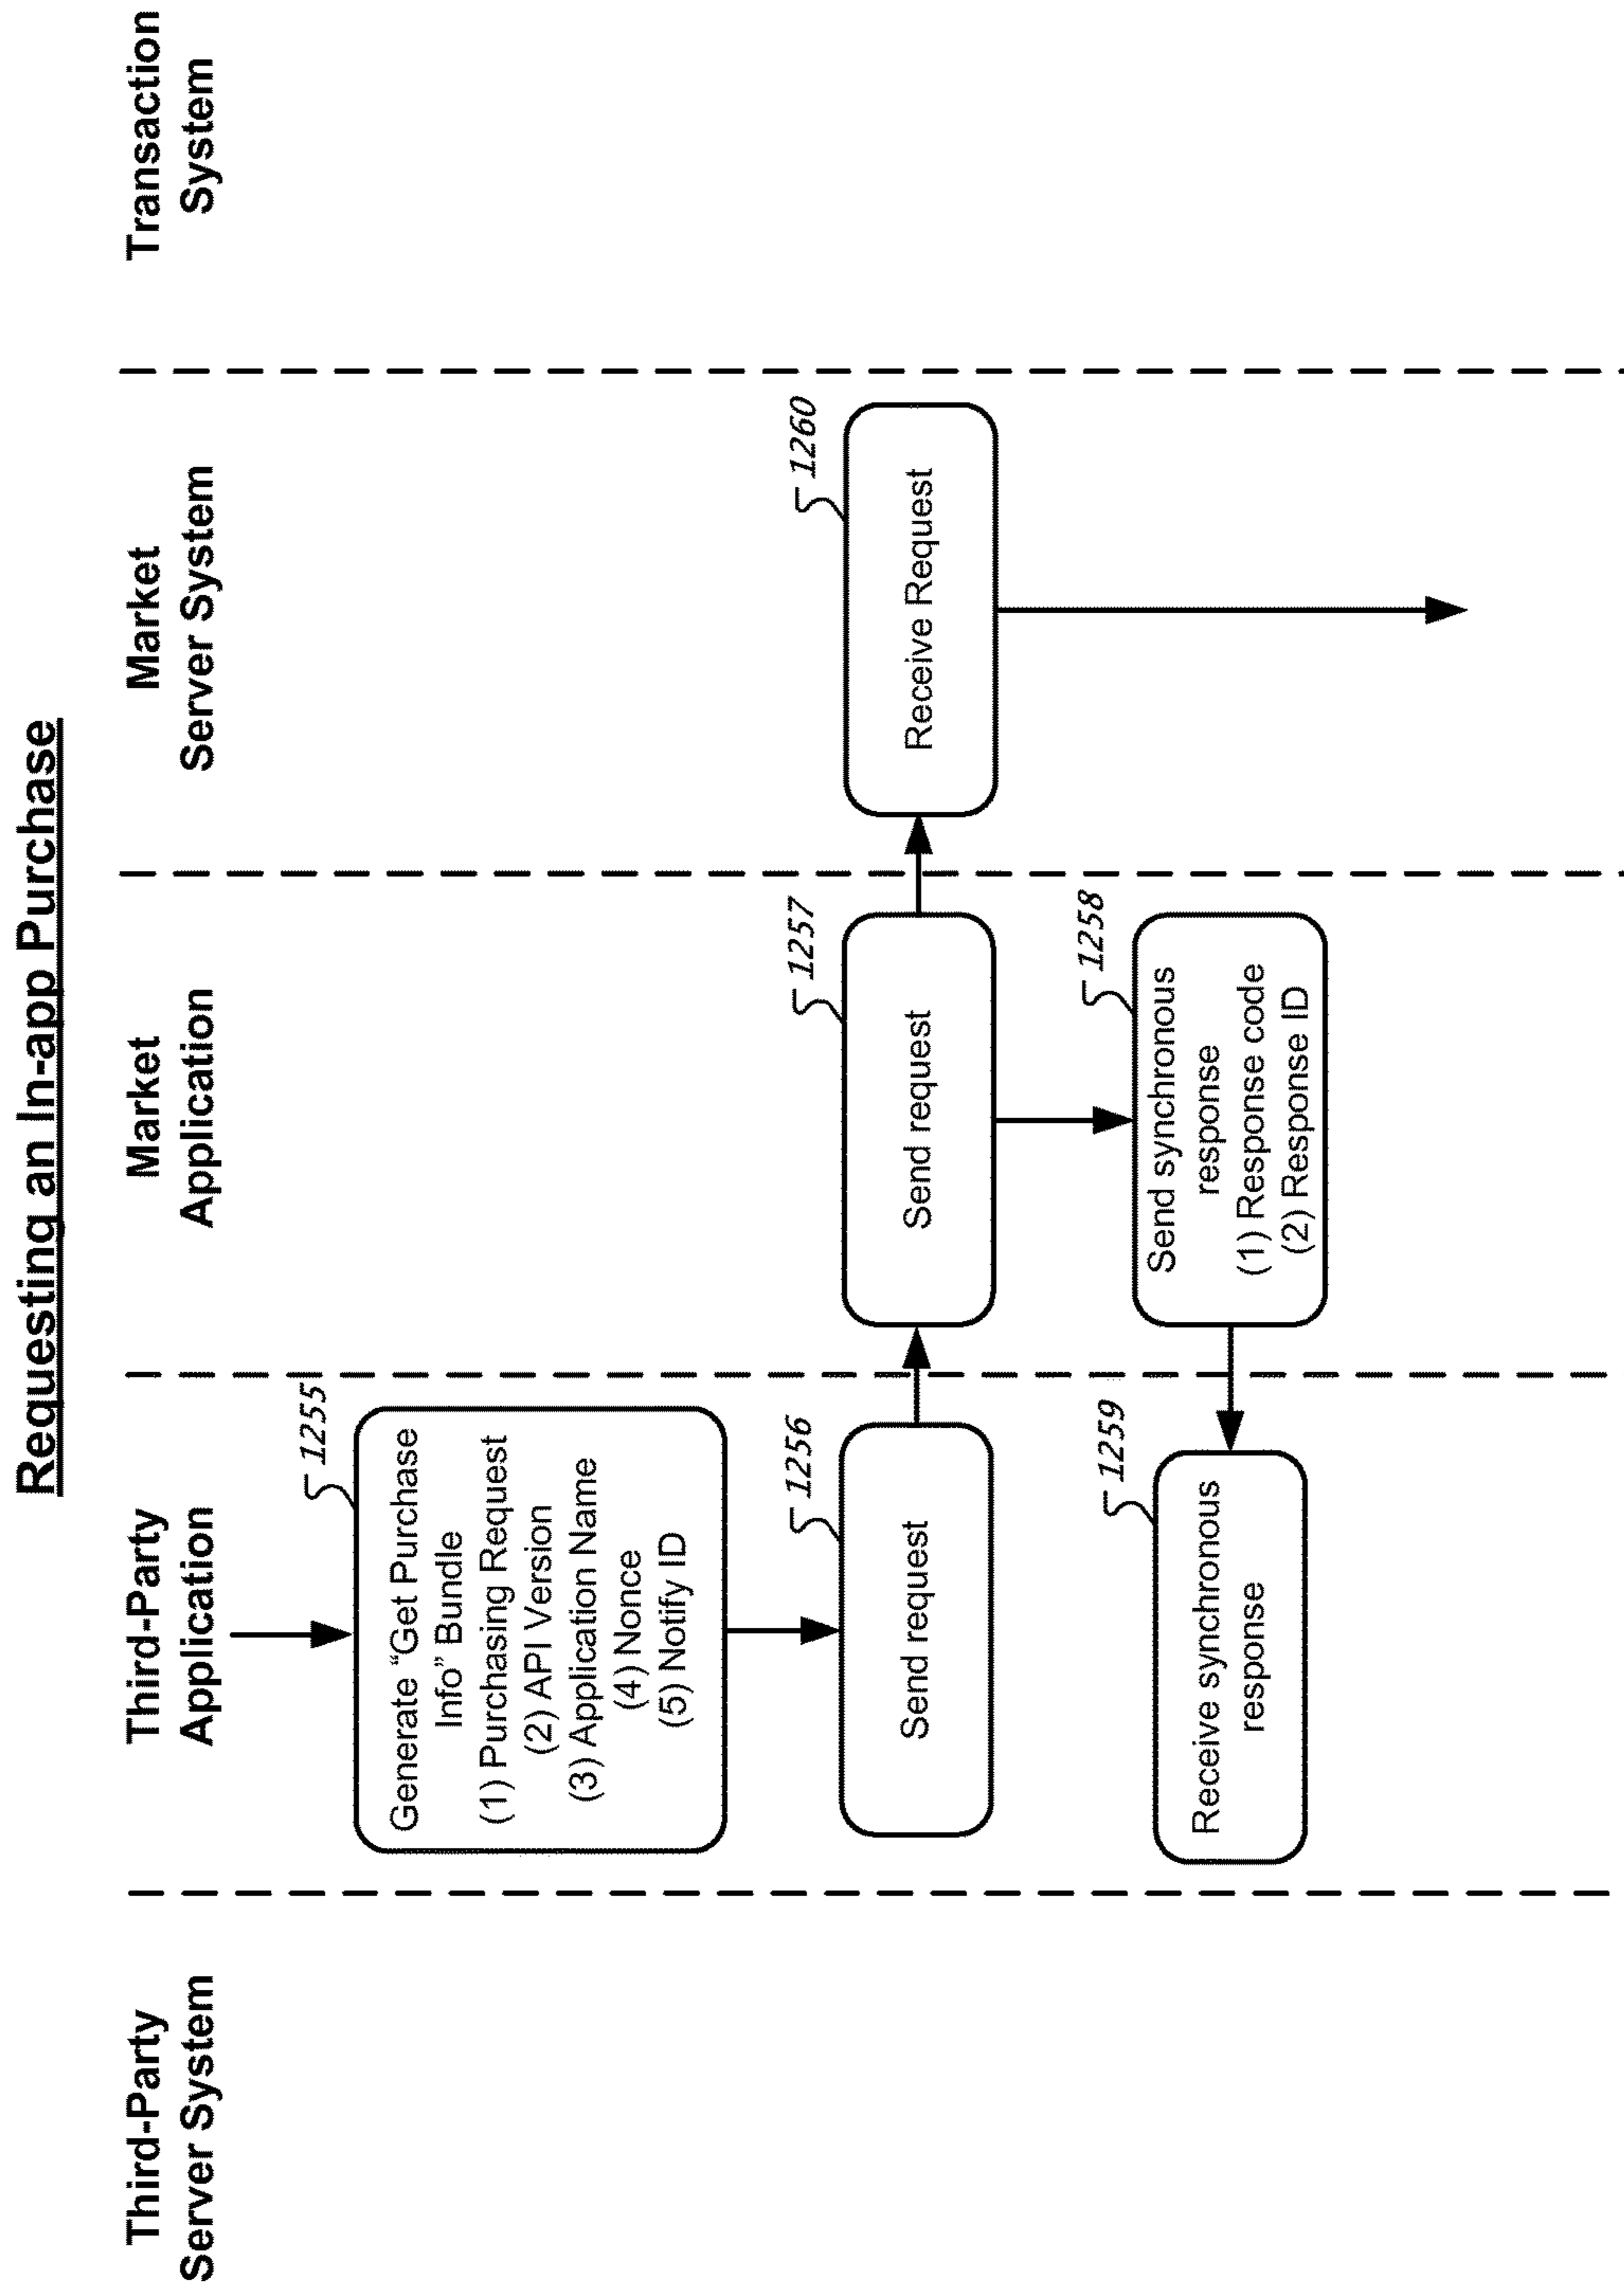 Requesting an In-app Purchase
Third-Party
Server System
Third-Party
Application
Market
Application
Market
Server System
Transaction
System
1255
Generate “Get Purchase
Info” Bundle
(1) Purchasing Request
(2) API Version
(3) Application Name
(4) Nonce
(5) Notify ID
1256
Send request
1257
Send request
1260
Receive Request
1258
Send synchronous
response
(1) Response code
(2) Response ID
1259
Receive synchronous
response